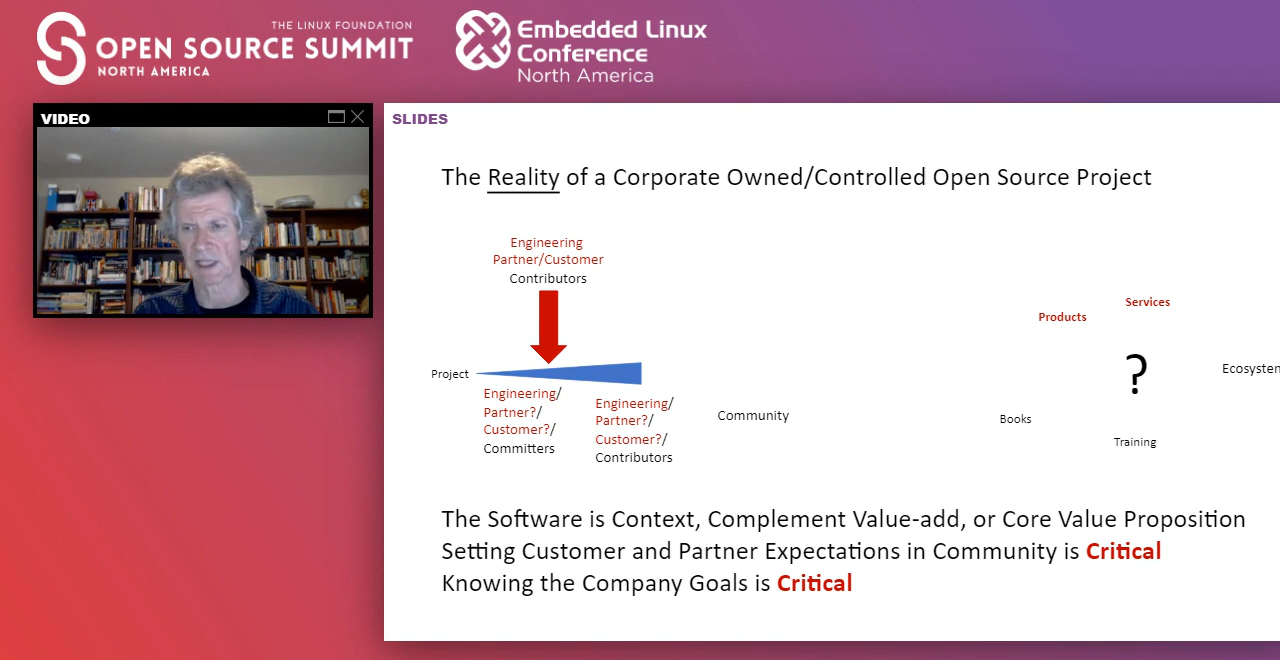 THE LINUX FOUNDATION
OPEN SOURCE SUMMIT
NORTH AMERICA
Embedded Linux
Conference
North America
VIDEO
SLIDES
The Reality of a Corporate Owned/Controlled Open Source Project
Engineering
Partner/Customer
Contributors
Project
Engineering/
Partner?/
Customer?/
Committers
Engineering/
Partner?/
Customer?/
Contributors
Community
Services
Products
?
Ecosystem
Books
Training
The Software is Context, Complement Value-add, or Core Value Proposition
Setting Customer and Partner Expectations in Community is Critical
Knowing the Company Goals is Critical